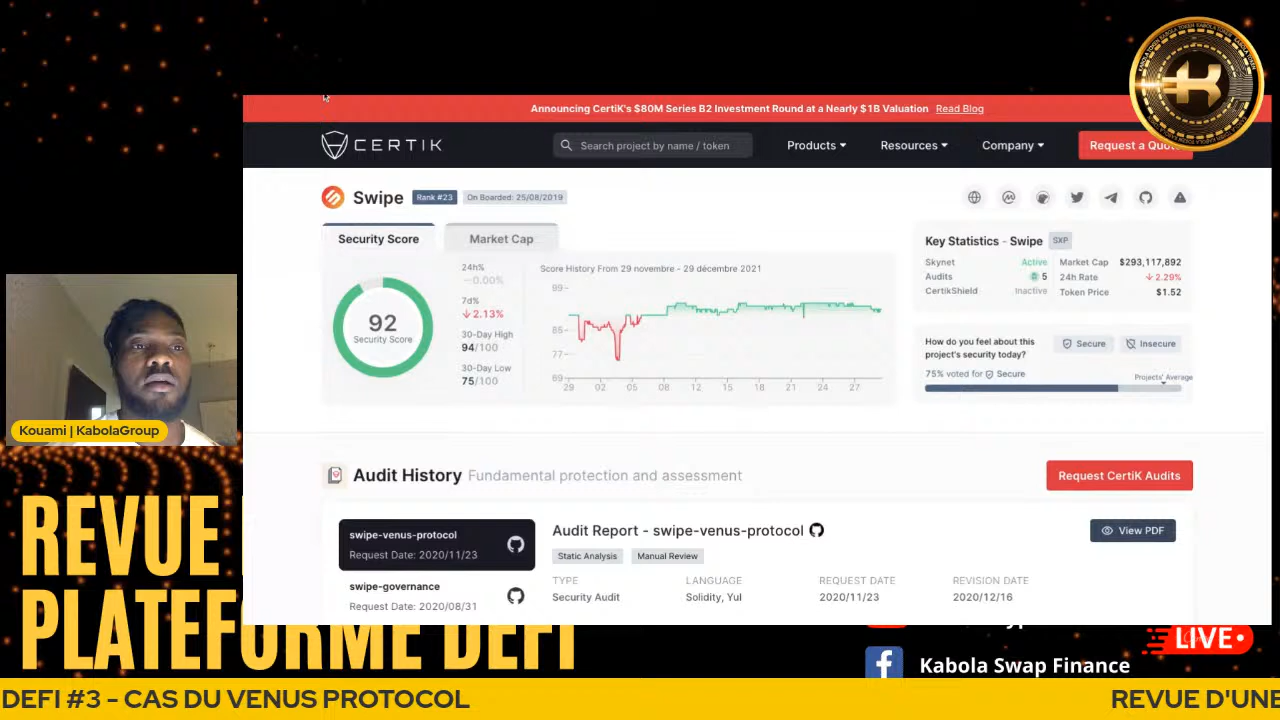 Announcing CertiK's $80M Series B2 Investment Round at a Nearly $1B Valuation Read Blog
CERTIK
Search project by name / token
Products
Resources
Company
Request a Quo
Swipe
Rank #23
On Boarded: 25/08/2019
Security Score
Market Cap
92
Security Score
24h%
—0.00%
7d%
↓2.13%
30-Day High
94/100
30-Day Low
75/100
Score History From 29 novembre - 29 décembre 2021
99
85
77
69
29 02 05 08 12 15 18 21 24 27
Key Statistics - Swipe SXP
Skynet Active
Audits 5
CertikShield Inactive
Market Cap $293,117,892
24h Rate ↓2.29%
Token Price $1.52
How do you feel about this
project's security today?
Secure
Insecure
75% voted for Secure
Projects' Average
Audit History Fundamental protection and assessment
Request CertiK Audits
swipe-venus-protocol
Request Date: 2020/11/23
swipe-governance
Request Date: 2020/08/31
Audit Report - swipe-venus-protocol
View PDF
Static Analysis
Manual Review
TYPE LANGUAGE REQUEST DATE REVISION DATE
Security Audit Solidity, Yul 2020/11/23 2020/12/16
Kouami | KabolaGroup
REVUE
PLATEFORME DEFI
LIVE
Kabola Swap Finance
DEFI #3 - CAS DU VENUS PROTOCOL
REVUE D'UNE